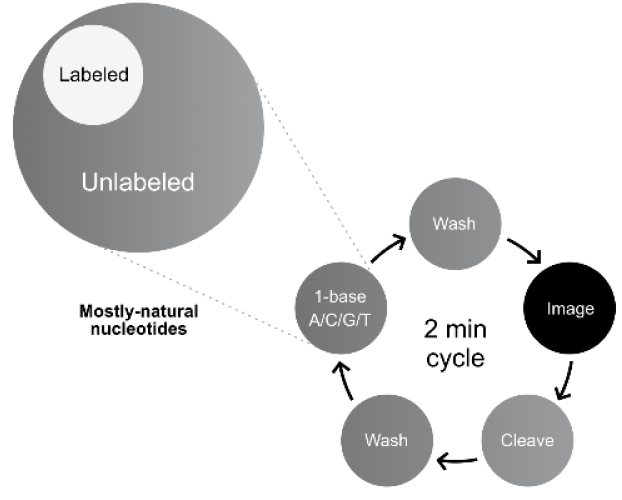 Labeled
Unlabeled
Mostly-natural
nucleotides
Wash
1-base
A/C/G/T
Image
2 min
cycle
Wash
Cleave